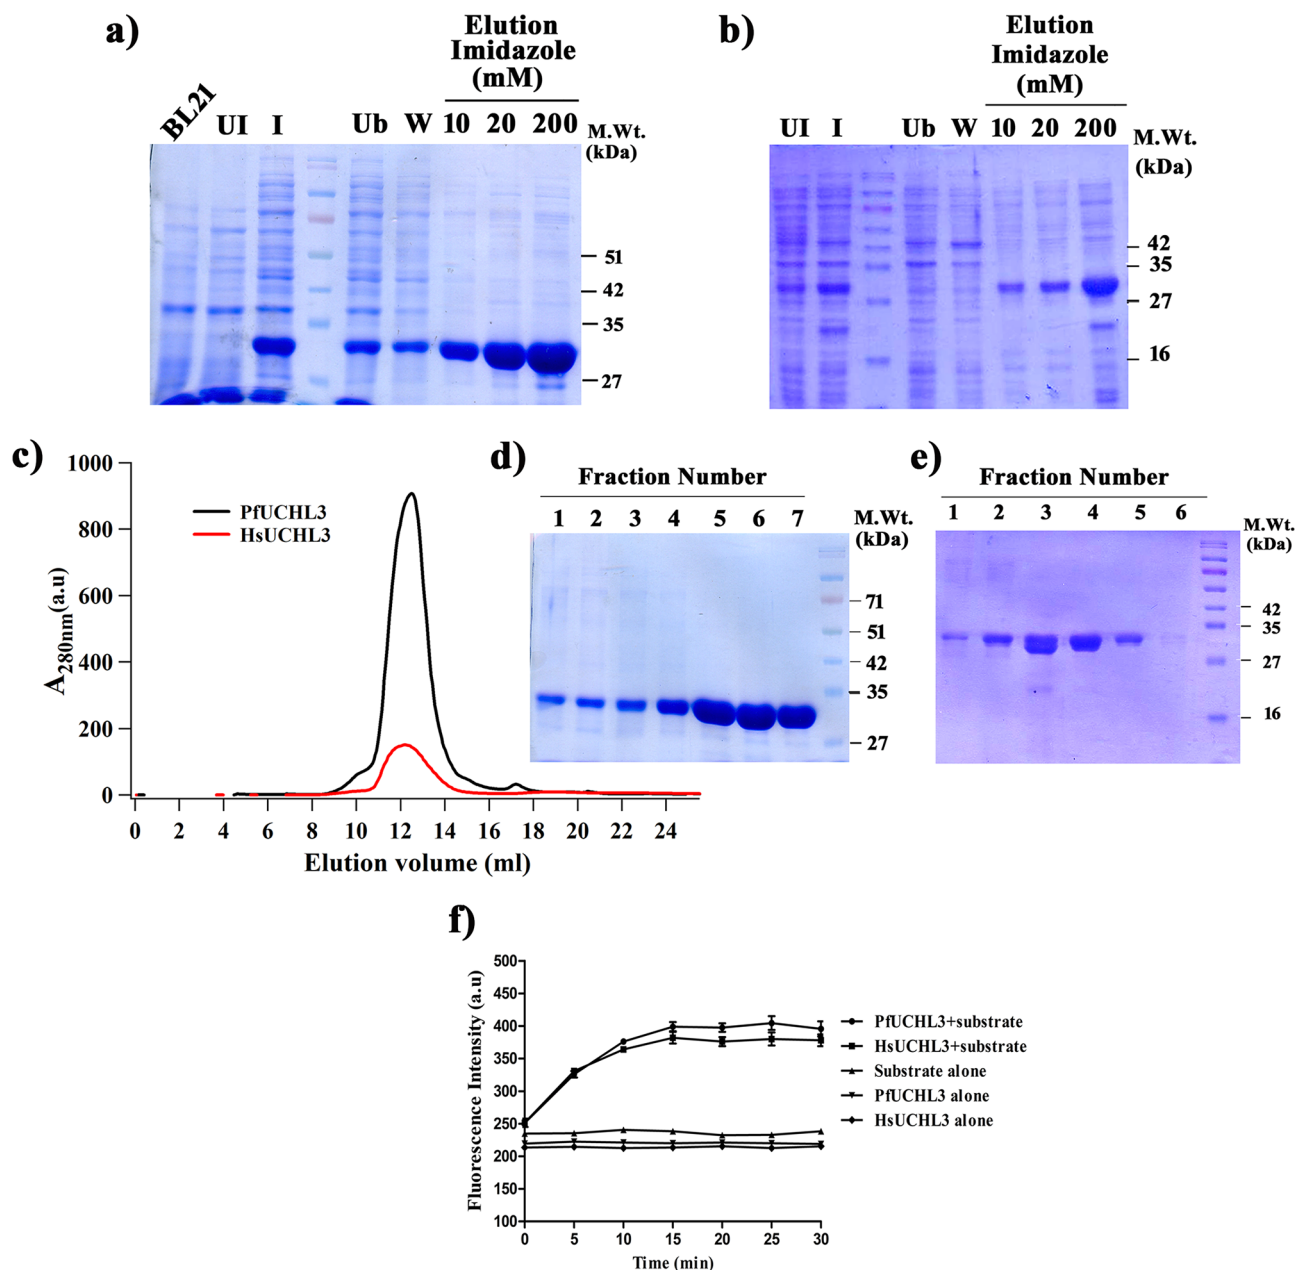 a)
Elution
Imidazole
(mM)
BL21 UI I Ub W 10 20 200 M.Wt.
(kDa)
51
42
35
27
b)
Elution
Imidazole
(mM)
UI I Ub W 10 20 200 M.Wt.
(kDa)
42
35
27
16
c)
1000
800
600
400
200
0
A280nm(a.u)
PfUCHL3
HsUCHL3
0 2 4 6 8 10 12 14 16 18 20 22 24
Elution volume (ml)
d)
Fraction Number
1 2 3 4 5 6 7 M.Wt.
(kDa)
71
51
42
35
27
e)
Fraction Number
1 2 3 4 5 6 M.Wt.
(kDa)
42
35
27
16
f)
500
450
400
350
300
250
200
150
100
Fluorescence Intensity (a.u)
0 5 10 15 20 25 30
Time (min)
PfUCHL3+substrate
HsUCHL3+substrate
Substrate alone
PfUCHL3 alone
HsUCHL3 alone